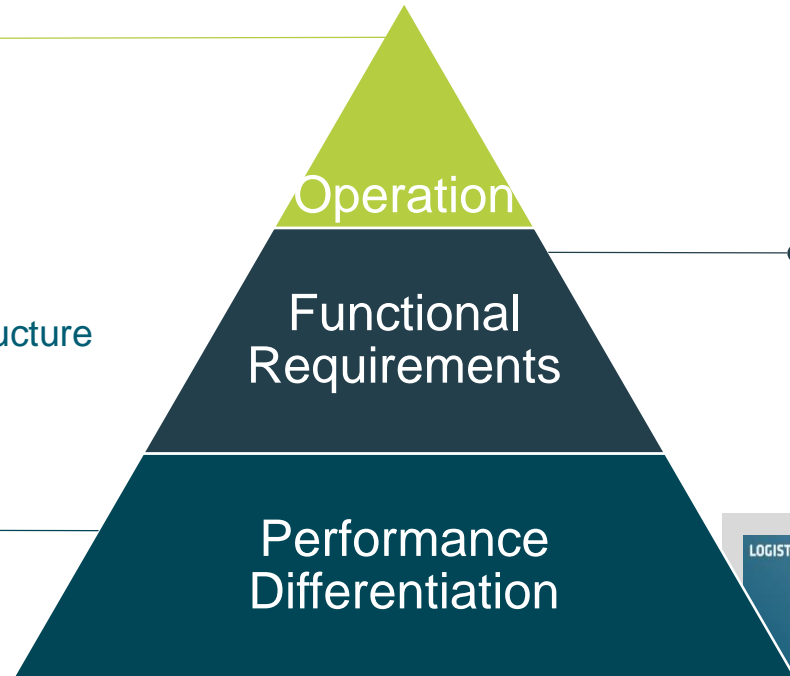 Operation
Functional
Requirements
ucture
Performance
Differentiation
LOGIST